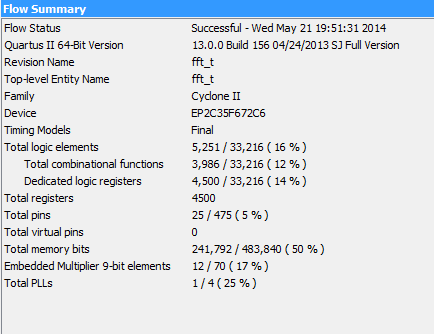 Flow Summary
Flow Status Successful - Wed May 21 19:51:31 2014
Quartus II 64-Bit Version 13.0.0 Build 156 04/24/2013 SJ Full Version
Revision Name fft_t
Top-level Entity Name fft_t
Family Cyclone II
Device EP2C35F672C6
Timing Models Final
Total logic elements 5,251 / 33,216 ( 16 % )
Total combinational functions 3,986 / 33,216 ( 12 % )
Dedicated logic registers 4,500 / 33,216 ( 14 % )
Total registers 4500
Total pins 25 / 475 ( 5 % )
Total virtual pins 0
Total memory bits 241,792 / 483,840 ( 50 % )
Embedded Multiplier 9-bit elements 12 / 70 ( 17 % )
Total PLLs 1 / 4 ( 25 % )